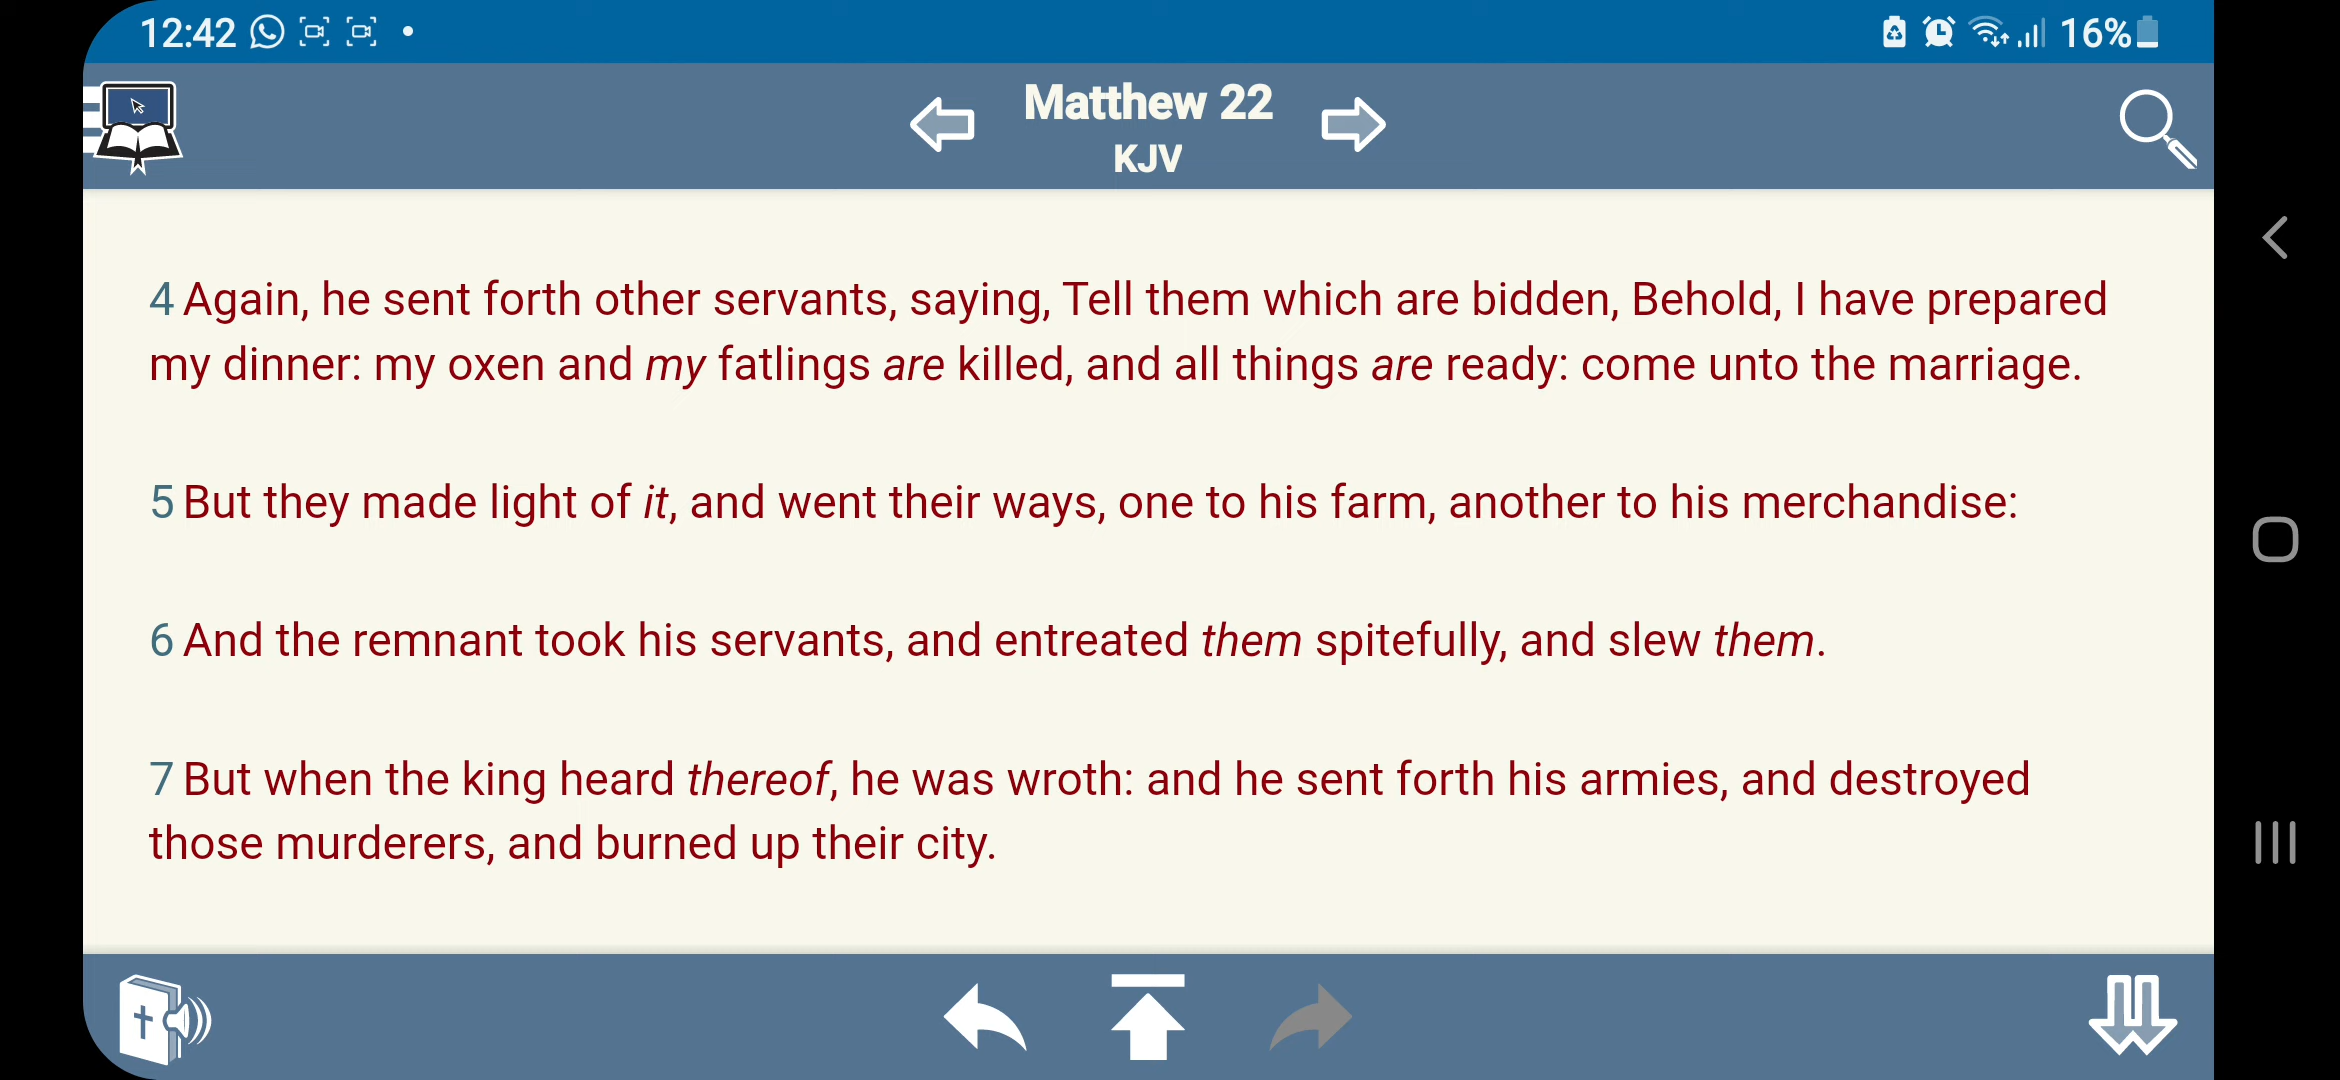 12:42 16%
Matthew 22
KJV
4 Again, he sent forth other servants, saying, Tell them which are bidden, Behold, I have prepared
my dinner: my oxen and my fatlings are killed, and all things are ready: come unto the marriage.
5 But they made light of it, and went their ways, one to his farm, another to his merchandise:
6 And the remnant took his servants, and entreated them spitefully, and slew them.
7 But when the king heard thereof, he was wroth: and he sent forth his armies, and destroyed
those murderers, and burned up their city.